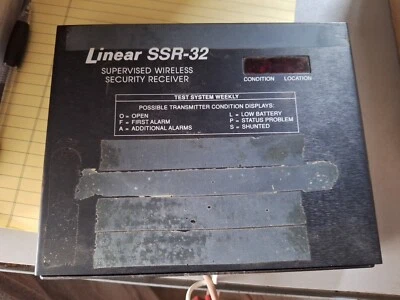 Linear SSR-32
SUPERVISED WIRELESS
SECURITY RECEIVER
CONDITION LOCATION
TEST SYSTEM WEEKLY
POSSIBLE TRANSMITTER CONDITION DISPLAYS:
O = OPEN L = LOW BATTERY
F = FIRST ALARM P = STATUS PROBLEM
A = ADDITIONAL ALARMS S = SHUNTED